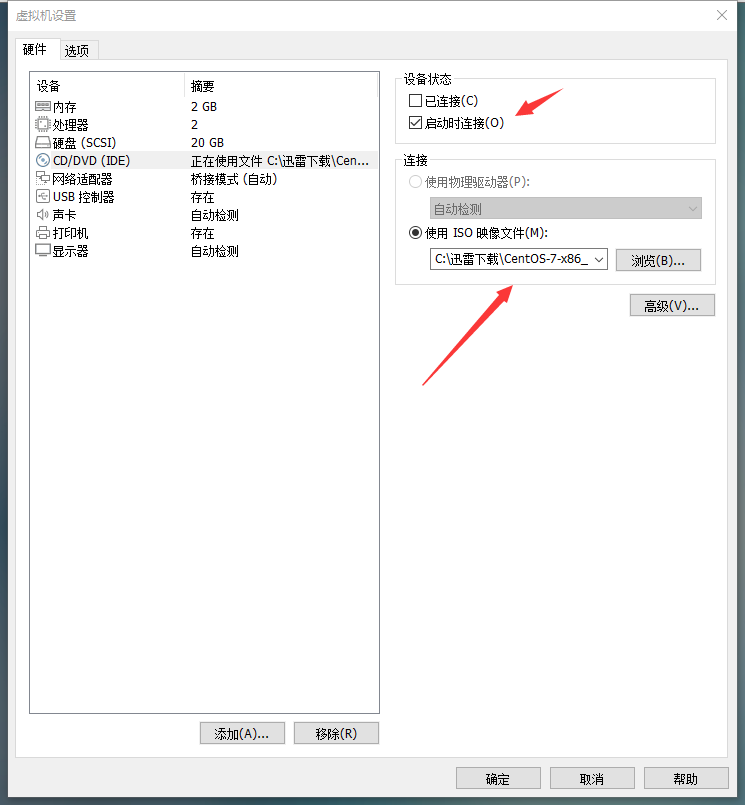 虚拟机设置
硬件 选项
设备 摘要
内存 2 GB
处理器 2
硬盘 (SCSI) 20 GB
CD/DVD (IDE) 正在使用文件 C:\迅雷下载\Cen...
网络适配器 桥接模式 (自动)
USB 控制器 存在
声卡 自动检测
打印机 存在
显示器 自动检测
添加(A)... 移除(R)
设备状态
已连接(C)
启动时连接(O)
连接
使用物理驱动器(P):
自动检测
使用 ISO 映像文件(M):
C:\迅雷下载\CentOS-7-x86_ 浏览(B)...
高级(V)...
确定 取消 帮助